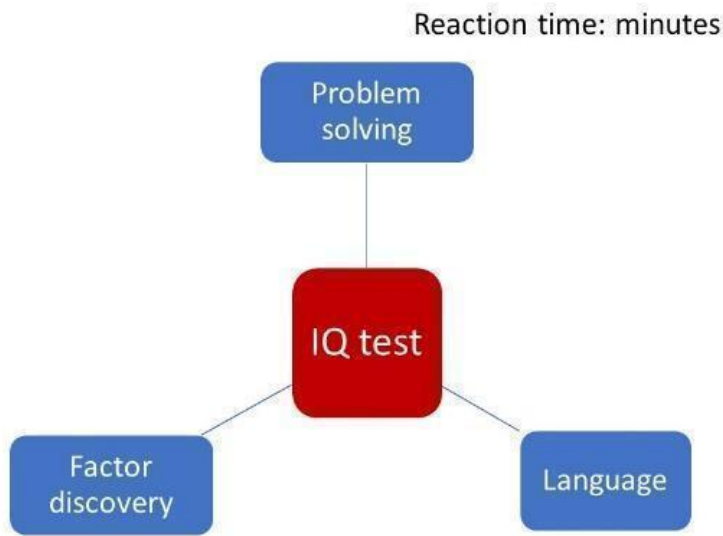 Reaction time: minutes
Problem
solving
IQ test
Factor
discovery
Language